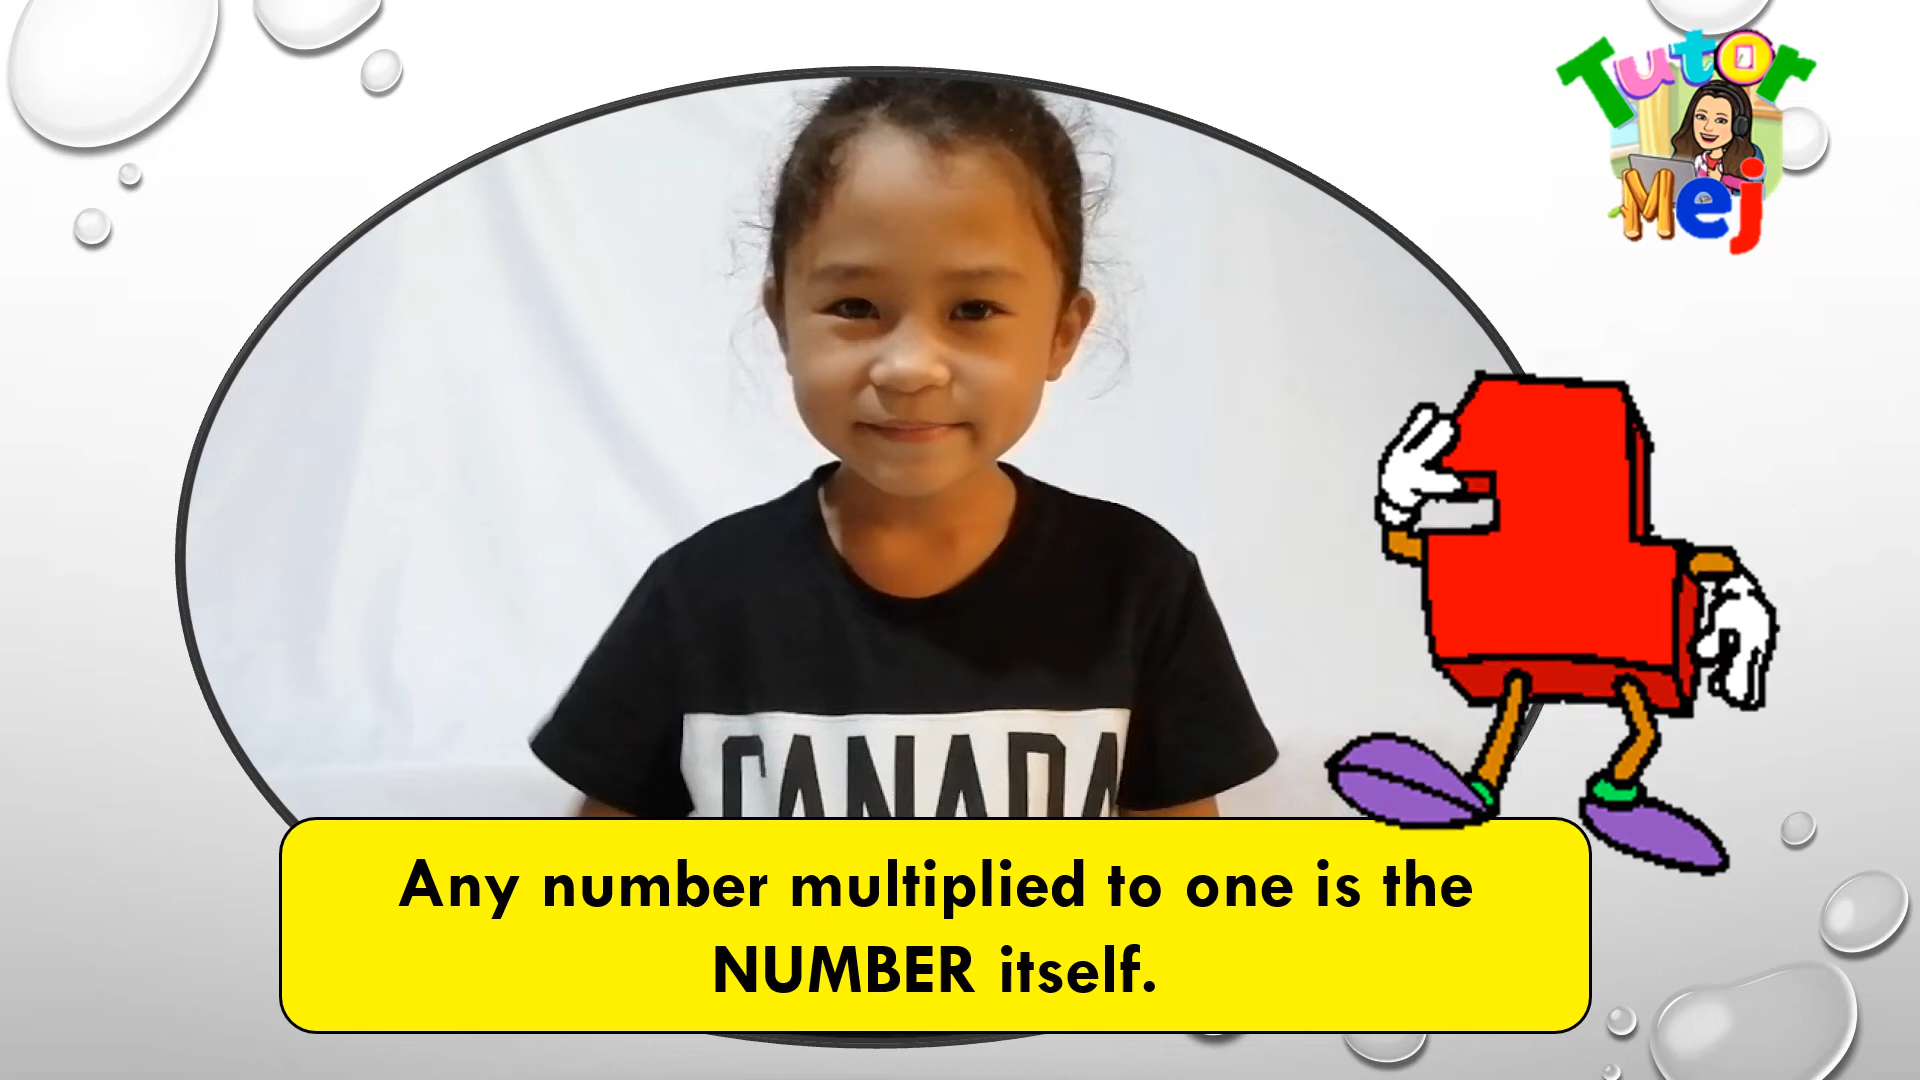 Tutor
Mej
CANADA
Any number multiplied to one is the
NUMBER itself.